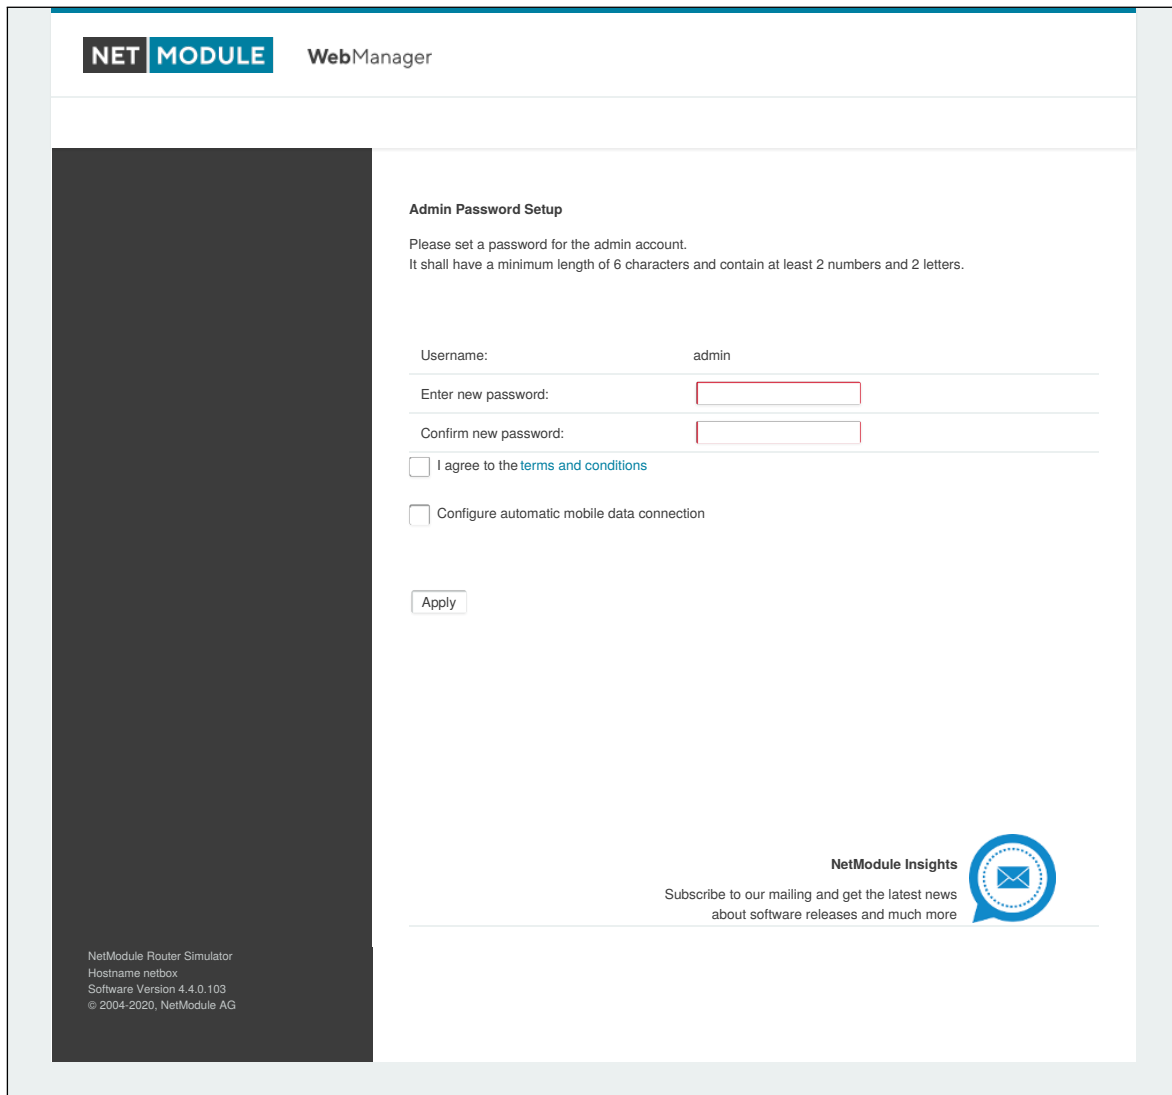 NET MODULE WebManager
Admin Password Setup
Please set a password for the admin account.
It shall have a minimum length of 6 characters and contain at least 2 numbers and 2 letters.
Username: admin
Enter new password:
Confirm new password:
I agree to the terms and conditions
Configure automatic mobile data connection
Apply
NetModule Insights
Subscribe to our mailing and get the latest news
about software releases and much more
NetModule Router Simulator
Hostname netbox
Software Version 4.4.0.103
© 2004-2020, NetModule AG